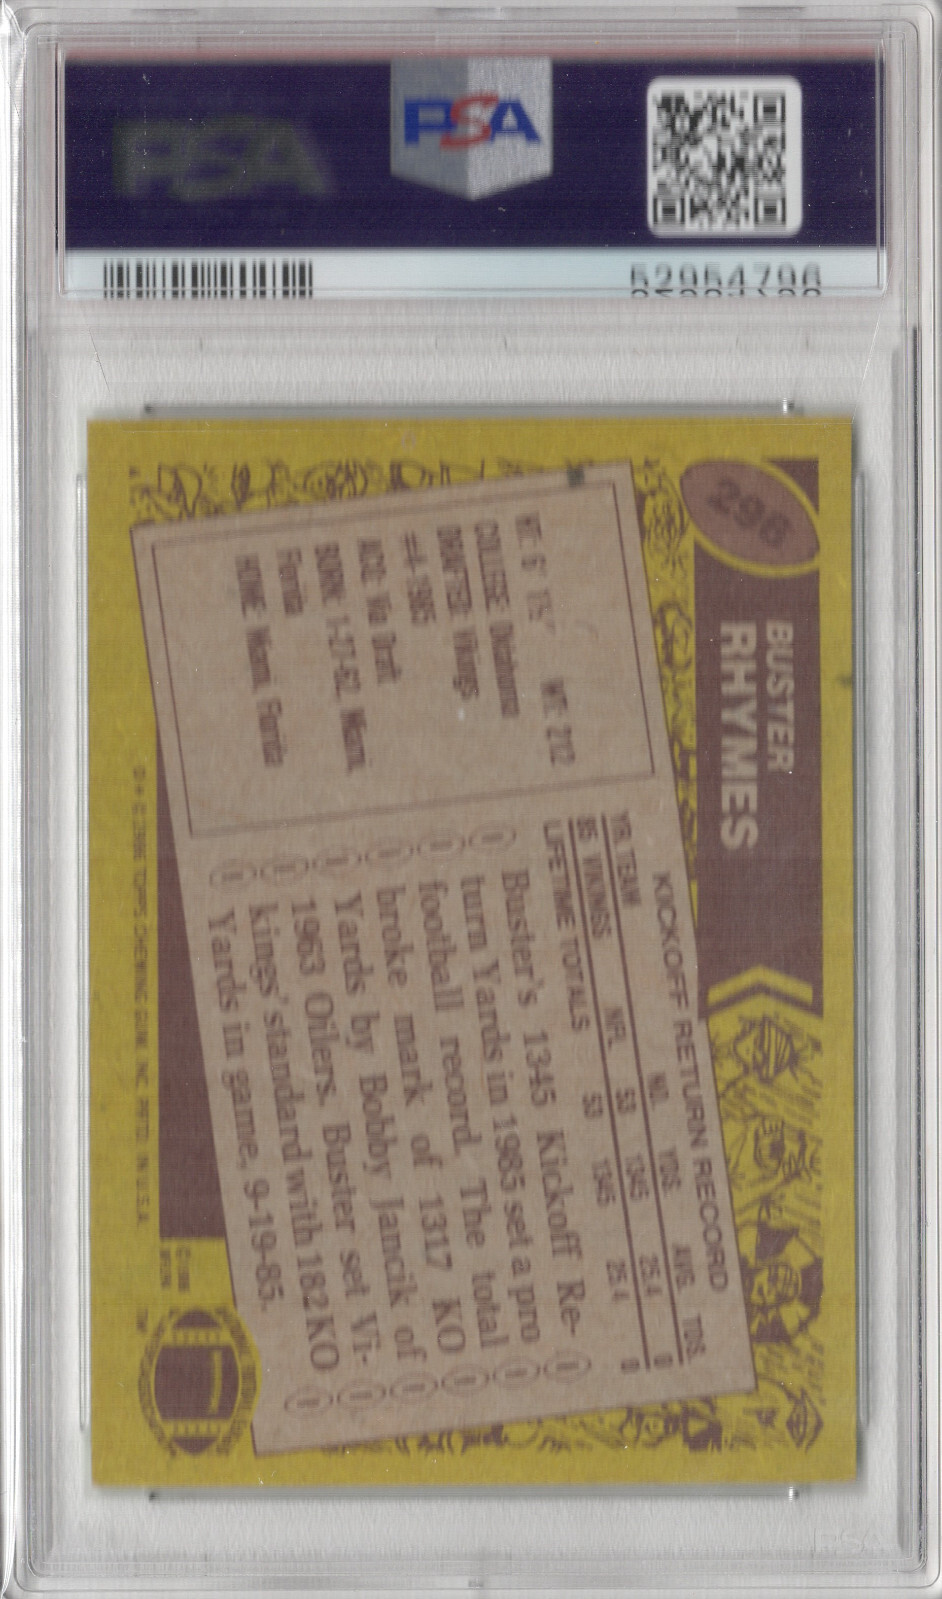 PSA
PSA
52954796
298
BUSTER
RHYMES
HT: 6' 1½" WT: 212
COLLEGE: Oklahoma
DRAFTED: Vikings
#4 1985
ACQ: Via Draft
BORN: 1-27-62, Miami,
Florida
HOME: Miami, Florida
KICKOFF RETURN RECORD
YR TEAM NO. YDS. AVG. TDS.
85 VIKINGS NFL 53 1345 25.4 0
LIFETIME TOTALS 53 1345 25.4 0
Buster's 1345 Kickoff Re-
turn Yards in 1985 set a pro
football record. The total
broke mark of 1317 KO
Yards by Bobby Jancik of
1963 Oilers. Buster set Vi-
kings' standard with 182 KO
Yards in game, 9-19-85.
© 1986 TOPPS CHEWING GUM, INC. PRTD. IN U.S.A.